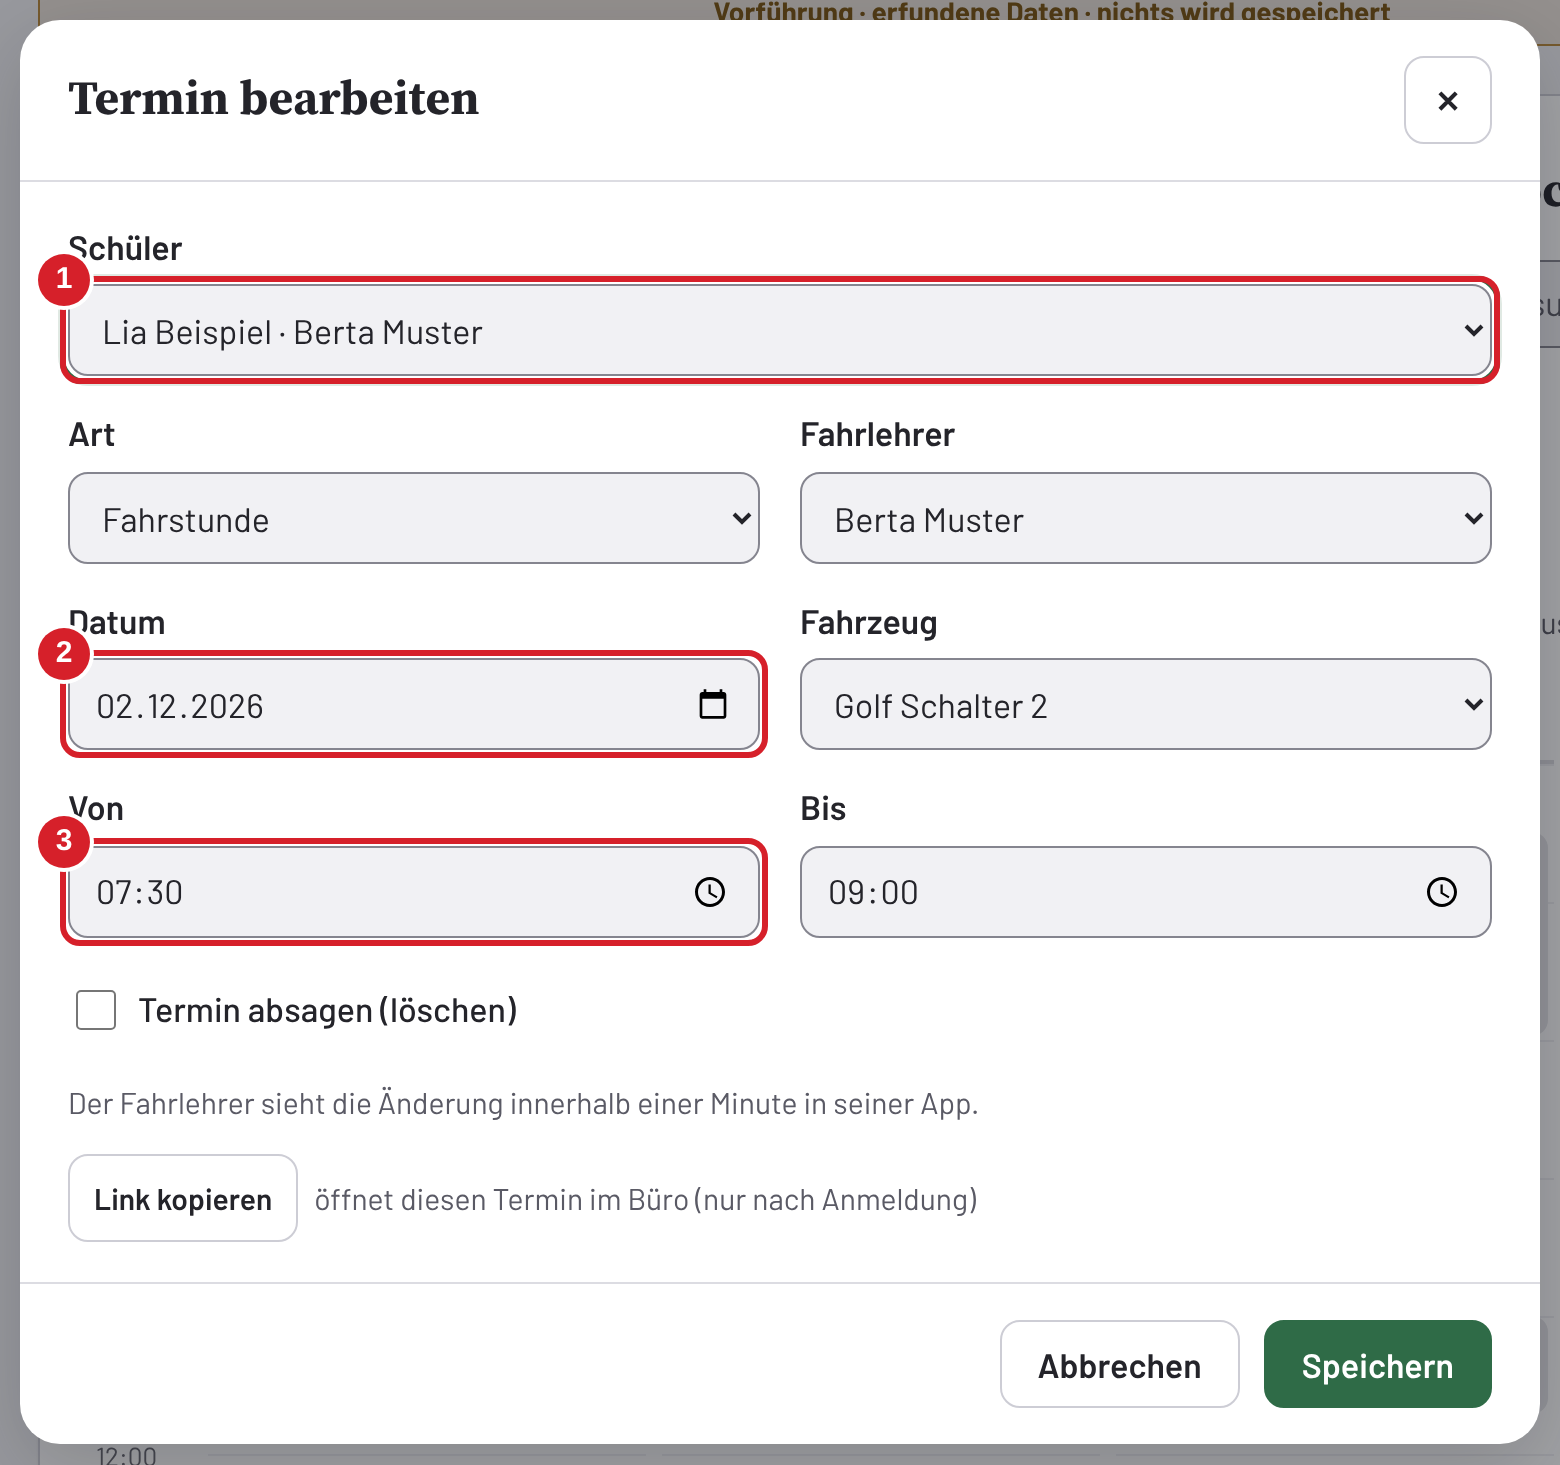 Vorführung · erfundene Daten · nichts wird gespeichert
Termin bearbeiten
×
Schüler
1
Lia Beispiel · Berta Muster
Art
Fahrlehrer
Fahrstunde
Berta Muster
Datum
Fahrzeug
2
02.12.2026
Golf Schalter 2
Von
Bis
3
07:30
09:00
Termin absagen (löschen)
Der Fahrlehrer sieht die Änderung innerhalb einer Minute in seiner App.
Link kopieren
öffnet diesen Termin im Büro (nur nach Anmeldung)
Abbrechen
Speichern
12:00